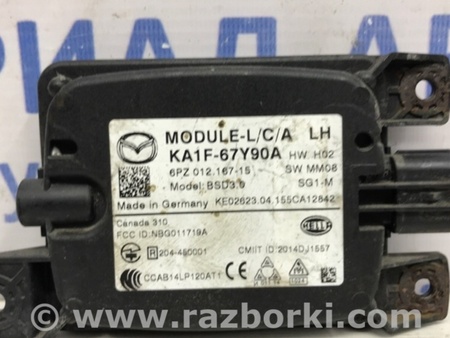 MODULE-L/C/A LH
KA1F-67Y90A HW H02
6PZ 012.167-15 SW MM08
Model: BSD3.0 SG1-M
Made in Germany KE02623.04.155CA12842
Canada 310
FCC ID:NBG011719A
R 204-460001 CMIIT ID:2014DJ1557
HELLA
CCAB14LP120AT1 CE
© www.razborki.com